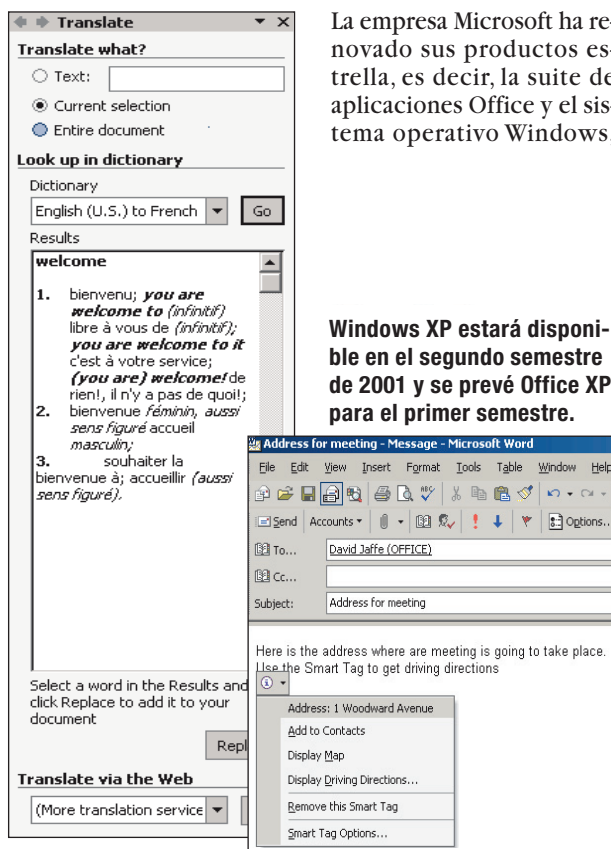 Translate
Translate what?
Text:
Current selection
Entire document
Look up in dictionary
Dictionary
English (U.S.) to French
Go
Results
welcome
1. bienvenu; you are
welcome to (infinitif)
libre à vous de (infinitif);
you are welcome to it
c'est à votre service;
(you are) welcome! de
rien!, il n'y a pas de quoi!;
2. bienvenue féminin, aussi
sens figuré accueil
masculin;
3. souhaiter la
bienvenue à; accueillir (aussi
sens figuré).
Select a word in the Results and
click Replace to add it to your
document
Repl
Translate via the Web
(More translation service
La empresa Microsoft ha re-
novado sus productos es-
trella, es decir, la suite de
aplicaciones Office y el sis-
tema operativo Windows,
Windows XP estará disponi-
ble en el segundo semestre
de 2001 y se prevé Office XP
para el primer semestre.
Address for meeting - Message - Microsoft Word
File Edit View Insert Format Tools Table Window Help
Send Accounts Options...
To... David Jaffe (OFFICE)
Cc...
Subject: Address for meeting
Here is the address where are meeting is going to take place.
Use the Smart Tag to get driving directions
Address: 1 Woodward Avenue
Add to Contacts
Display Map
Display Driving Directions...
Remove this Smart Tag
Smart Tag Options...